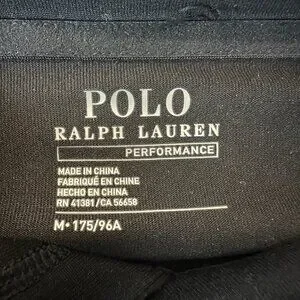 POLO
RALPH LAUREN
PERFORMANCE
MADE IN CHINA
FABRIQUÉ EN CHINE
HECHO EN CHINA
RN 41381/CA 56658
M• 175/96A